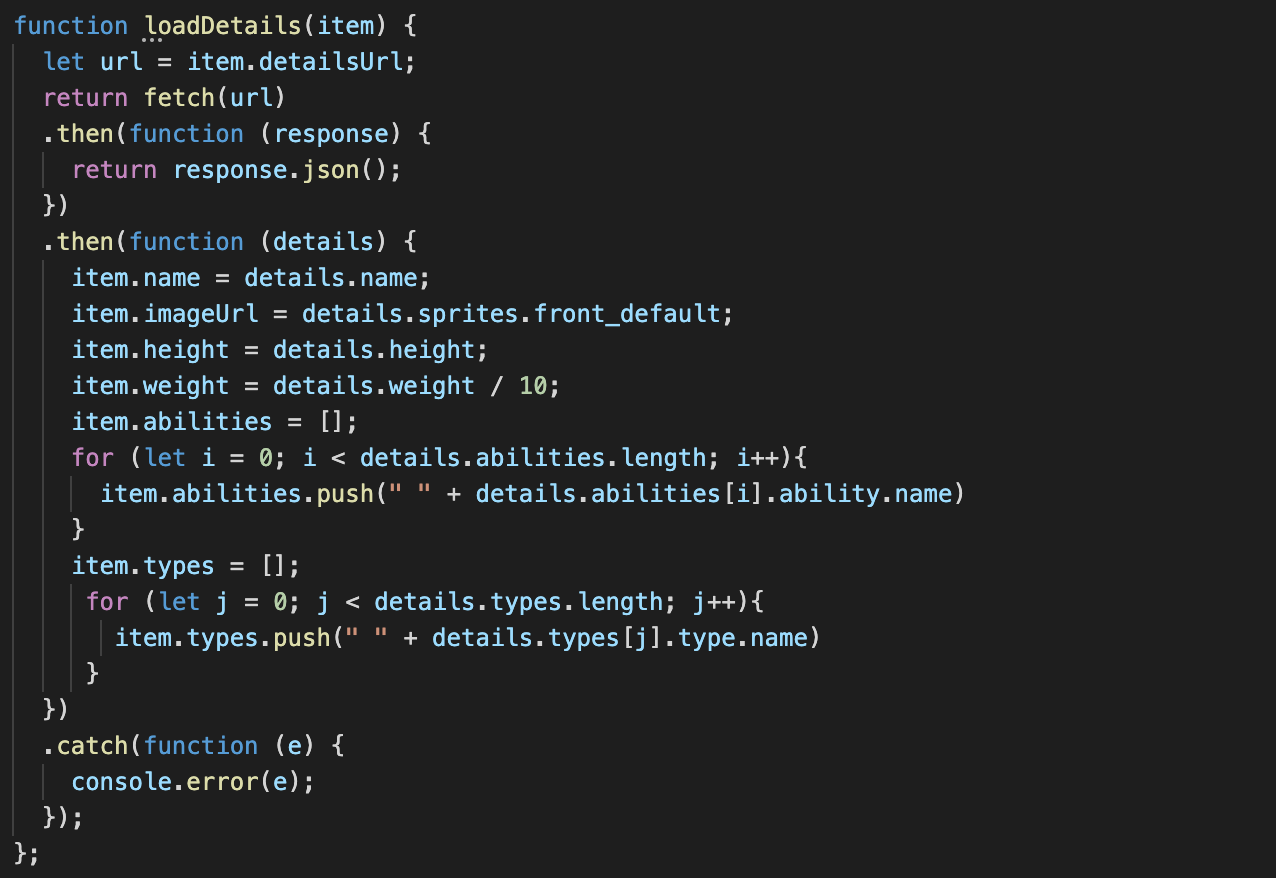 function loadDetails(item) {
  let url = item.detailsUrl;
  return fetch(url)
  .then(function (response) {
    return response.json();
  })
  .then(function (details) {
    item.name = details.name;
    item.imageUrl = details.sprites.front_default;
    item.height = details.height;
    item.weight = details.weight / 10;
    item.abilities = [];
    for (let i = 0; i < details.abilities.length; i++){
      item.abilities.push(" " + details.abilities[i].ability.name)
    }
    item.types = [];
     for (let j = 0; j < details.types.length; j++){
       item.types.push(" " + details.types[j].type.name)
     }
  })
  .catch(function (e) {
    console.error(e);
  });
};